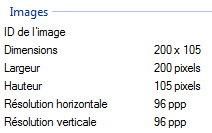 Images
ID de l'image
Dimensions 200 x 105
Largeur 200 pixels
Hauteur 105 pixels
Résolution horizontale 96 ppp
Résolution verticale 96 ppp